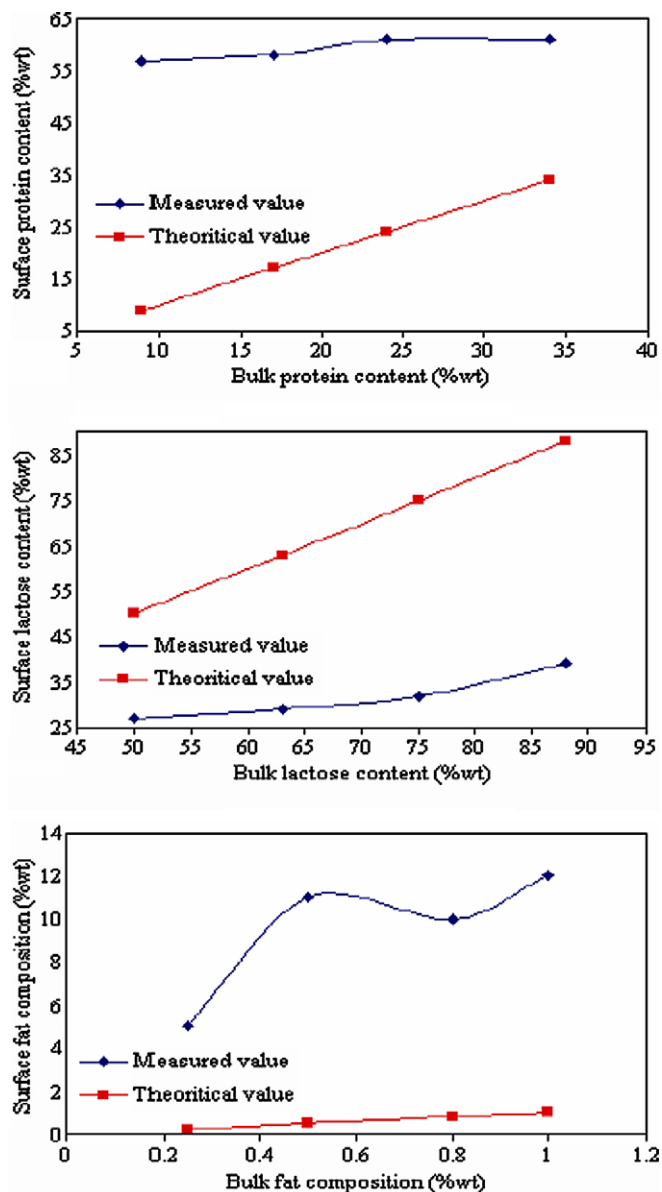 65
55
45
35
25
15
5
Surface protein content (%wt)
Measured value
Theoritical value
5 10 15 20 25 30 35 40
Bulk protein content (%wt)
85
75
65
55
45
35
25
Surface lactose content (%wt)
Measured value
Theoritical value
45 50 55 60 65 70 75 80 85 90 95
Bulk lactose content (%wt)
14
12
10
8
6
4
2
0
Surface fat composition (%wt)
Measured value
Theoritical value
0 0.2 0.4 0.6 0.8 1 1.2
Bulk fat composition (%wt)